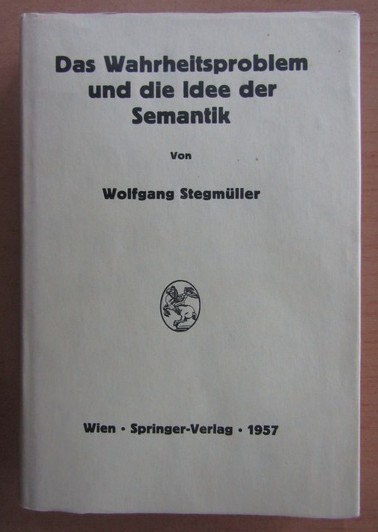 Das Wahrheitsproblem
und die Idee der
Semantik
Von
Wolfgang Stegmüller
Wien · Springer-Verlag · 1957